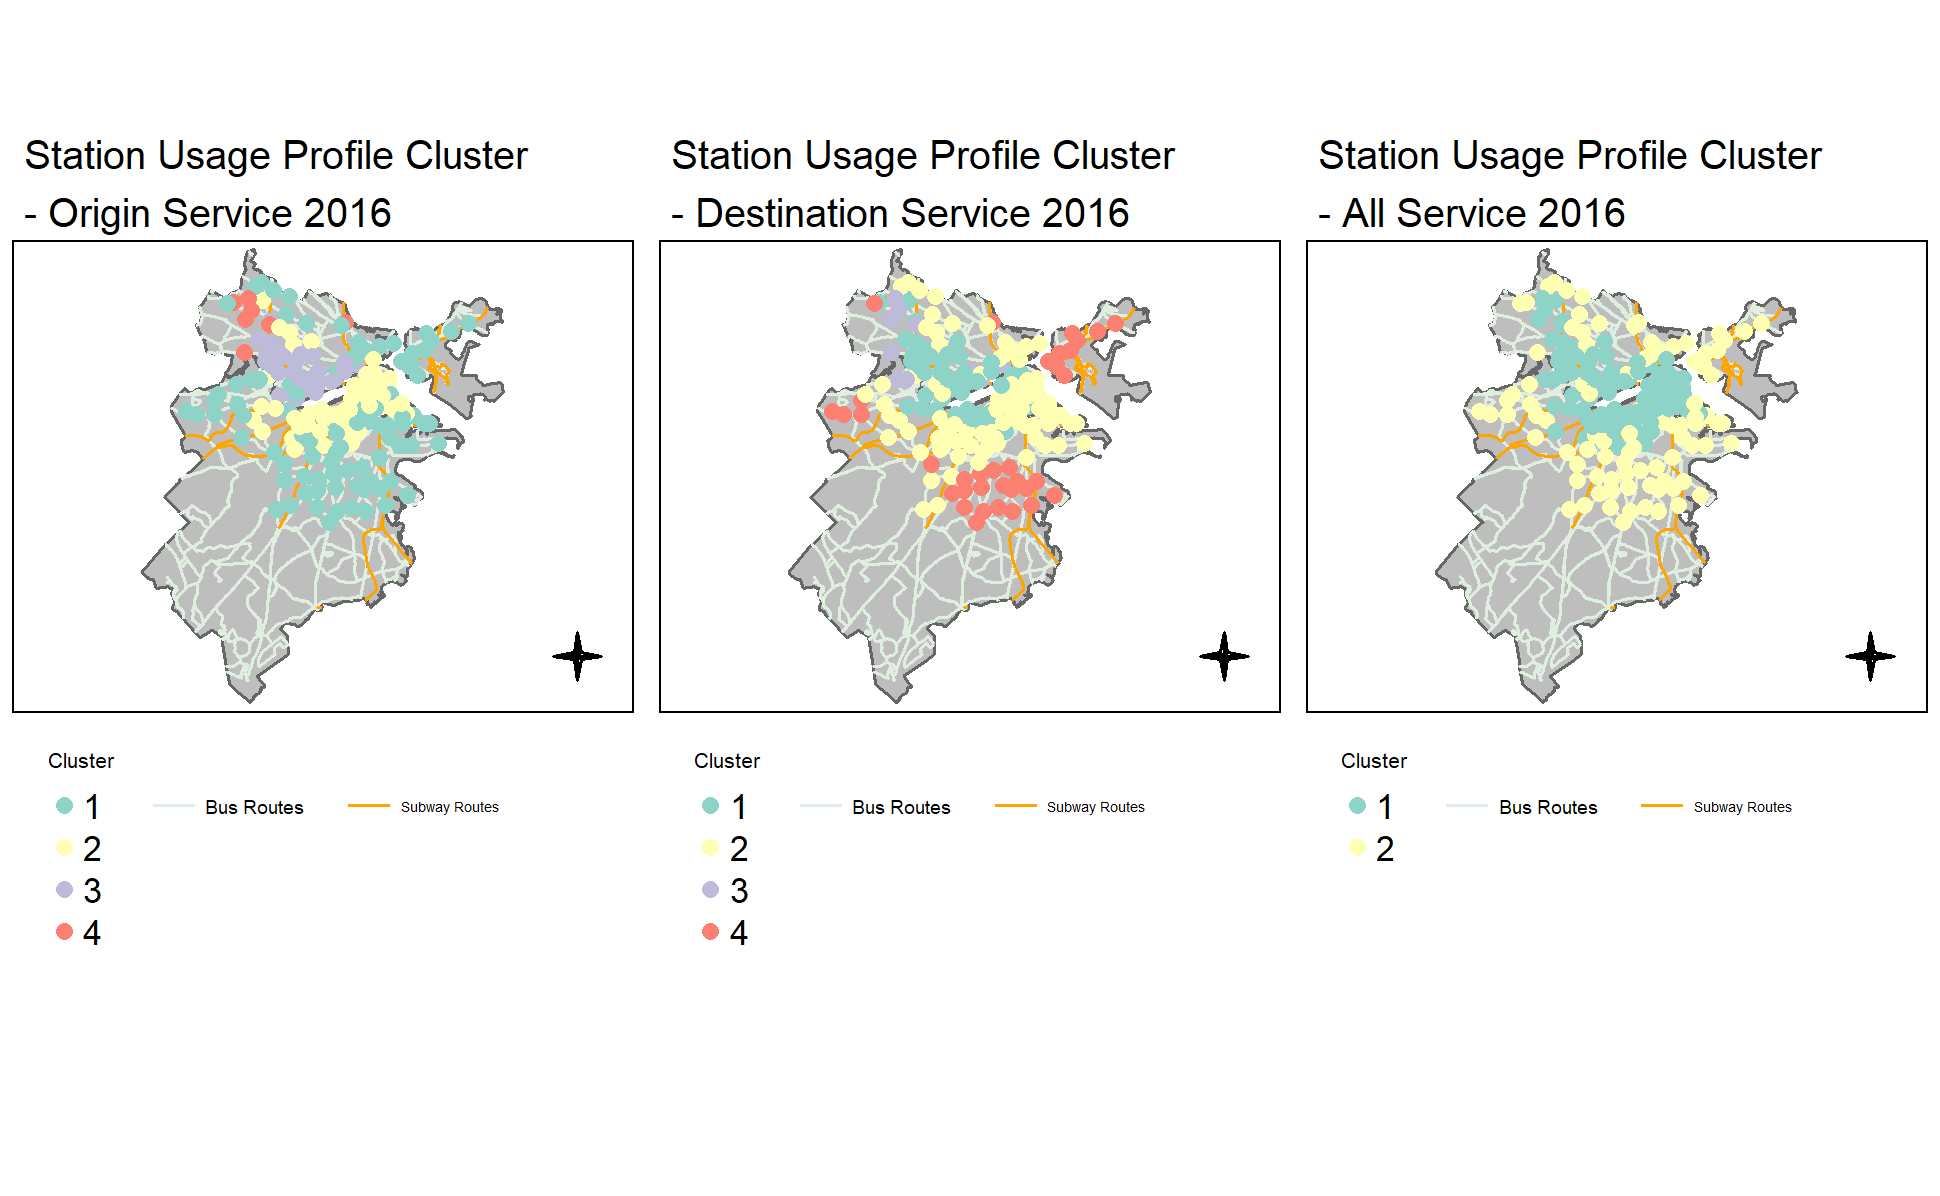 Station Usage Profile Cluster
- Origin Service 2016
Cluster
1
Bus Routes
Subway Routes
2
3
4
Station Usage Profile Cluster
- Destination Service 2016
Cluster
1
Bus Routes
Subway Routes
2
3
4
Station Usage Profile Cluster
- All Service 2016
Cluster
1
Bus Routes
Subway Routes
2